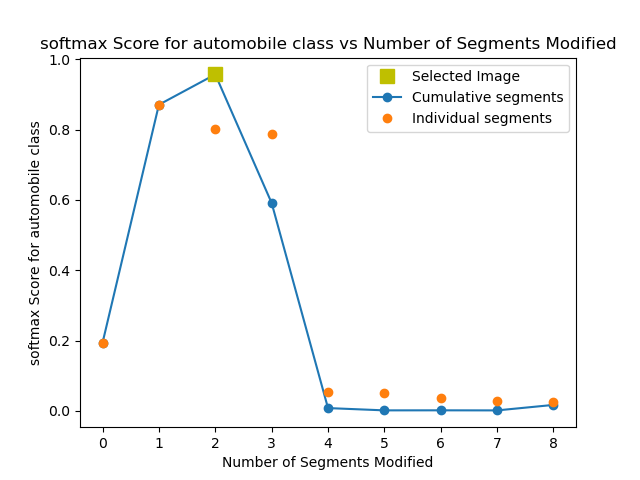 softmax Score for automobile class vs Number of Segments Modified
softmax Score for automobile class
1.0
0.8
0.6
0.4
0.2
0.0
Selected Image
Cumulative segments
Individual segments
0 1 2 3 4 5 6 7 8
Number of Segments Modified